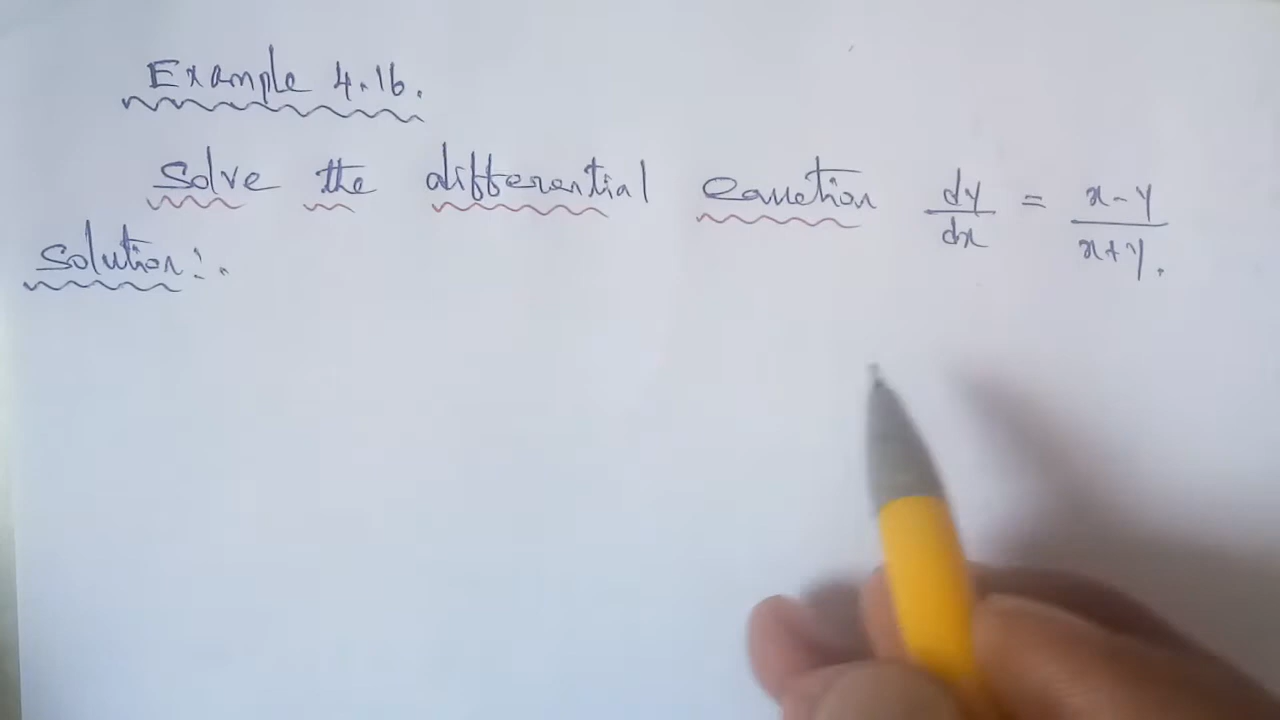 Example 4.16.
Solve the differential equation dy/dx = x-y/x+y.
Solution:.